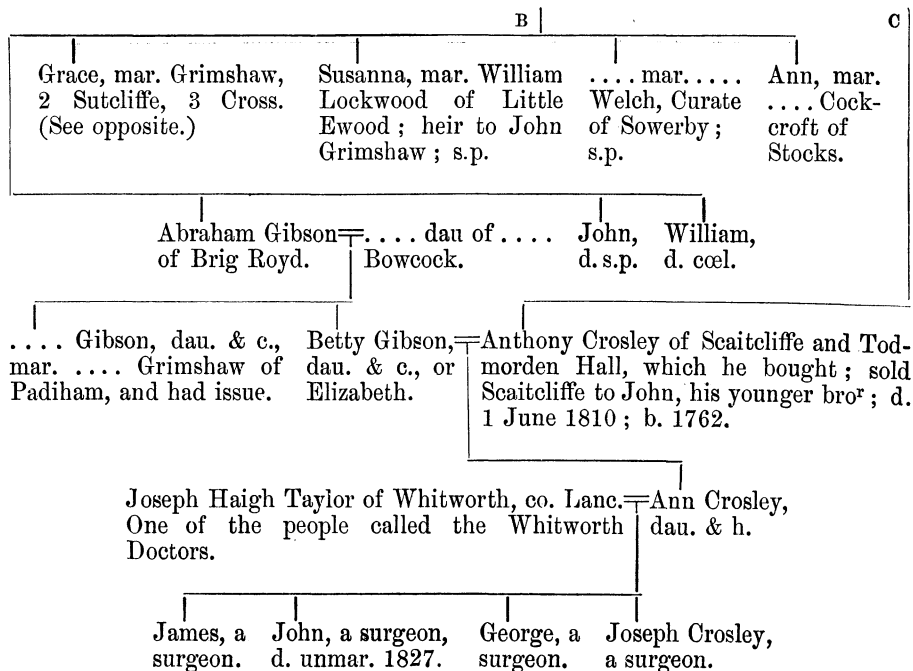 B C
Grace, mar. Grimshaw,
2 Sutcliffe, 3 Cross.
(See opposite.)
Susanna, mar. William
Lockwood of Little
Ewood ; heir to John
Grimshaw ; s.p.
. . . . mar. . . . .
Welch, Curate
of Sowerby ;
s.p.
Ann, mar.
. . . . Cock-
croft of
Stocks.
Abraham Gibson
of Brig Royd.
. . . . dau of . . . .
Bowcock.
John,
d. s.p.
William,
d. cœl.
. . . . Gibson, dau. & c.,
mar. . . . . Grimshaw of
Padiham, and had issue.
Betty Gibson,
dau. & c., or
Elizabeth.
Anthony Crosley of Scaitcliffe and Tod-
morden Hall, which he bought ; sold
Scaitcliffe to John, his younger broʳ ; d.
1 June 1810 ; b. 1762.
Joseph Haigh Taylor of Whitworth, co. Lanc.
One of the people called the Whitworth
Doctors.
Ann Crosley,
dau. & h.
James, a
surgeon.
John, a surgeon,
d. unmar. 1827.
George, a
surgeon.
Joseph Crosley,
a surgeon.